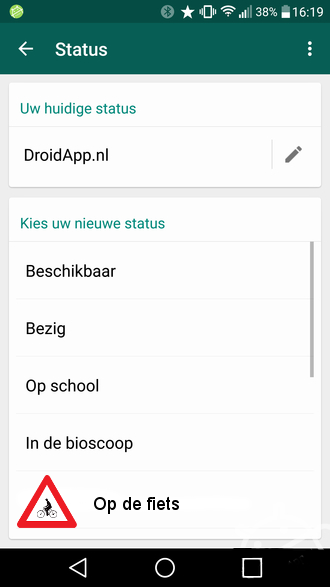 38% 16:19
Status
Uw huidige status
DroidApp.nl
Kies uw nieuwe status
Beschikbaar
Bezig
Op school
In de bioscoop
Op de fiets